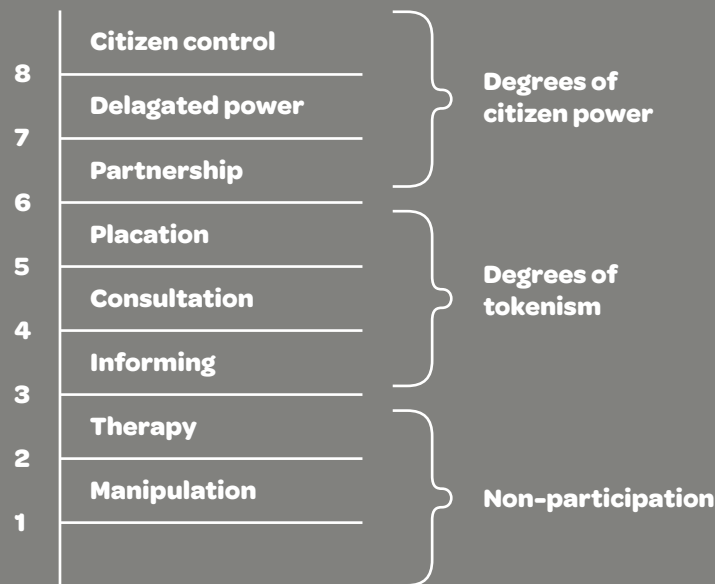 Citizen control
8
Delagated power
7
Partnership
6
Placation
5
Consultation
4
Informing
3
Therapy
2
Manipulation
1
Degrees of
citizen power
Degrees of
tokenism
Non-participation